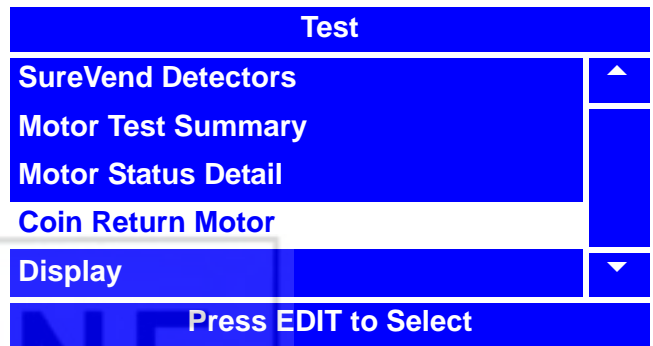 Test
SureVend Detectors
Motor Test Summary
Motor Status Detail
Coin Return Motor
Display
Press EDIT to Select